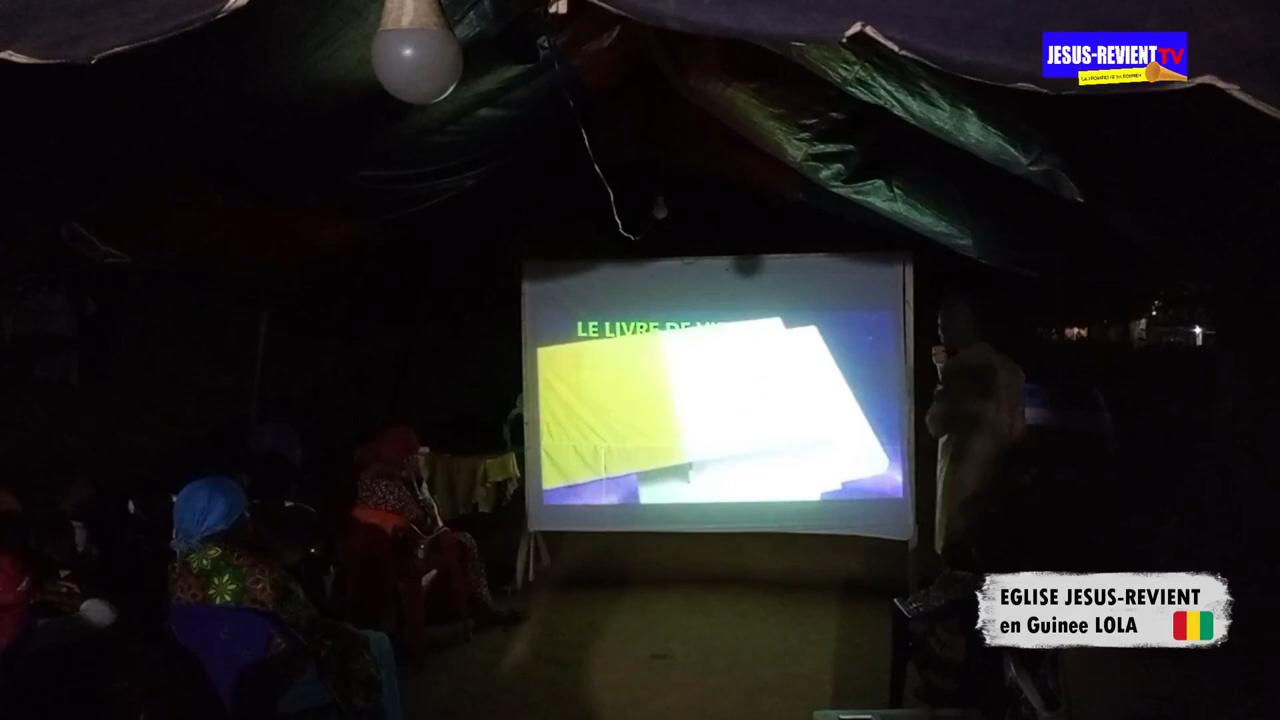 JESUS-REVIENT TV
LE LIVRE DE
EGLISE JESUS-REVIENT
en Guinee LOLA